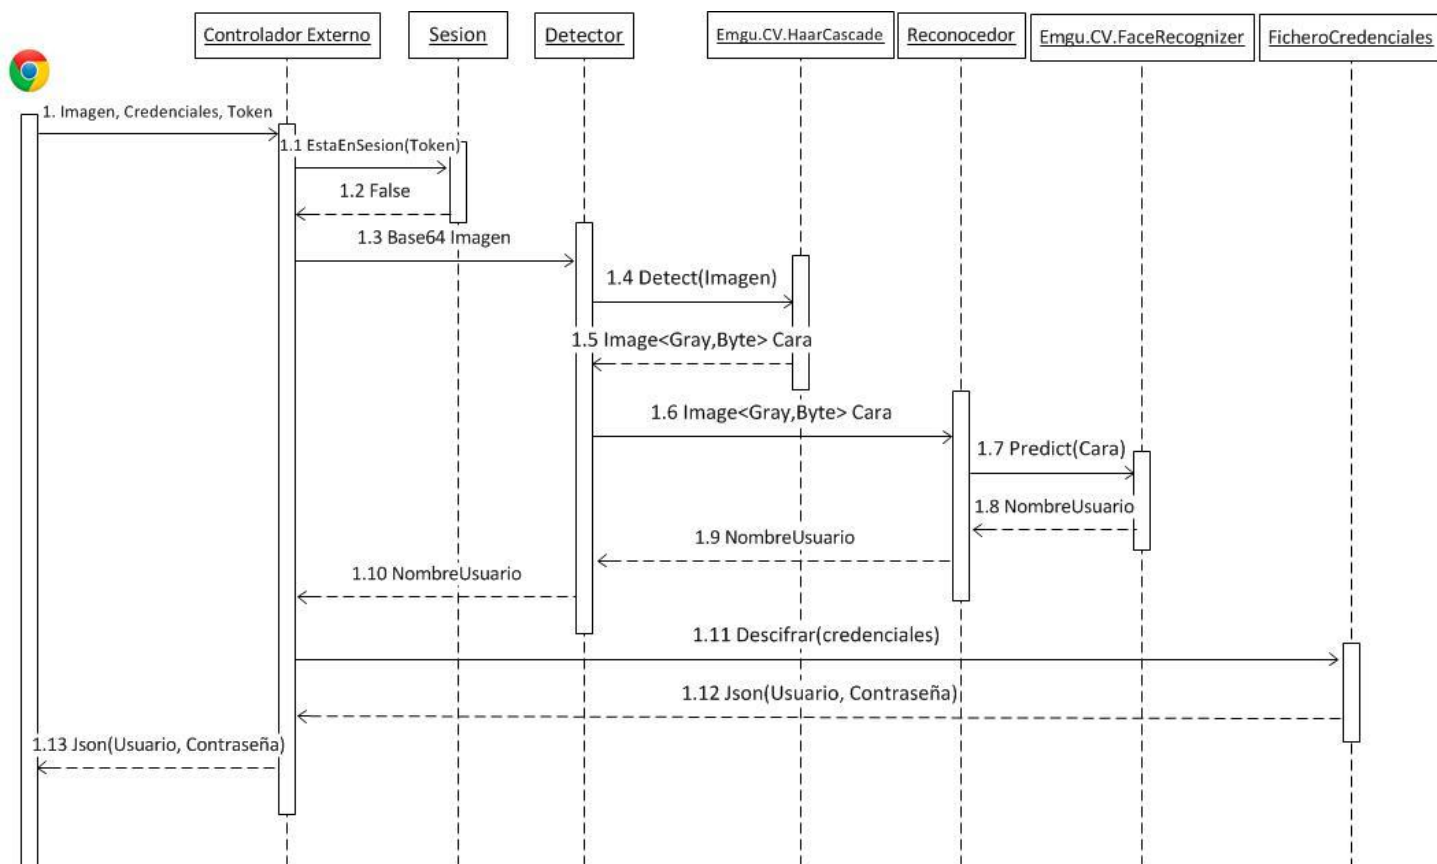 Controlador Externo
Sesion
Detector
Emgu.CV.HaarCascade
Reconocedor
Emgu.CV.FaceRecognizer
FicheroCredenciales
1. Imagen, Credenciales, Token
1.1 EstaEnSesion(Token)
1.2 False
1.3 Base64 Imagen
1.4 Detect(Imagen)
1.5 Image<Gray,Byte> Cara
1.6 Image<Gray,Byte> Cara
1.7 Predict(Cara)
1.8 NombreUsuario
1.9 NombreUsuario
1.10 NombreUsuario
1.11 Descifrar(credenciales)
1.12 Json(Usuario, Contraseña)
1.13 Json(Usuario, Contraseña)